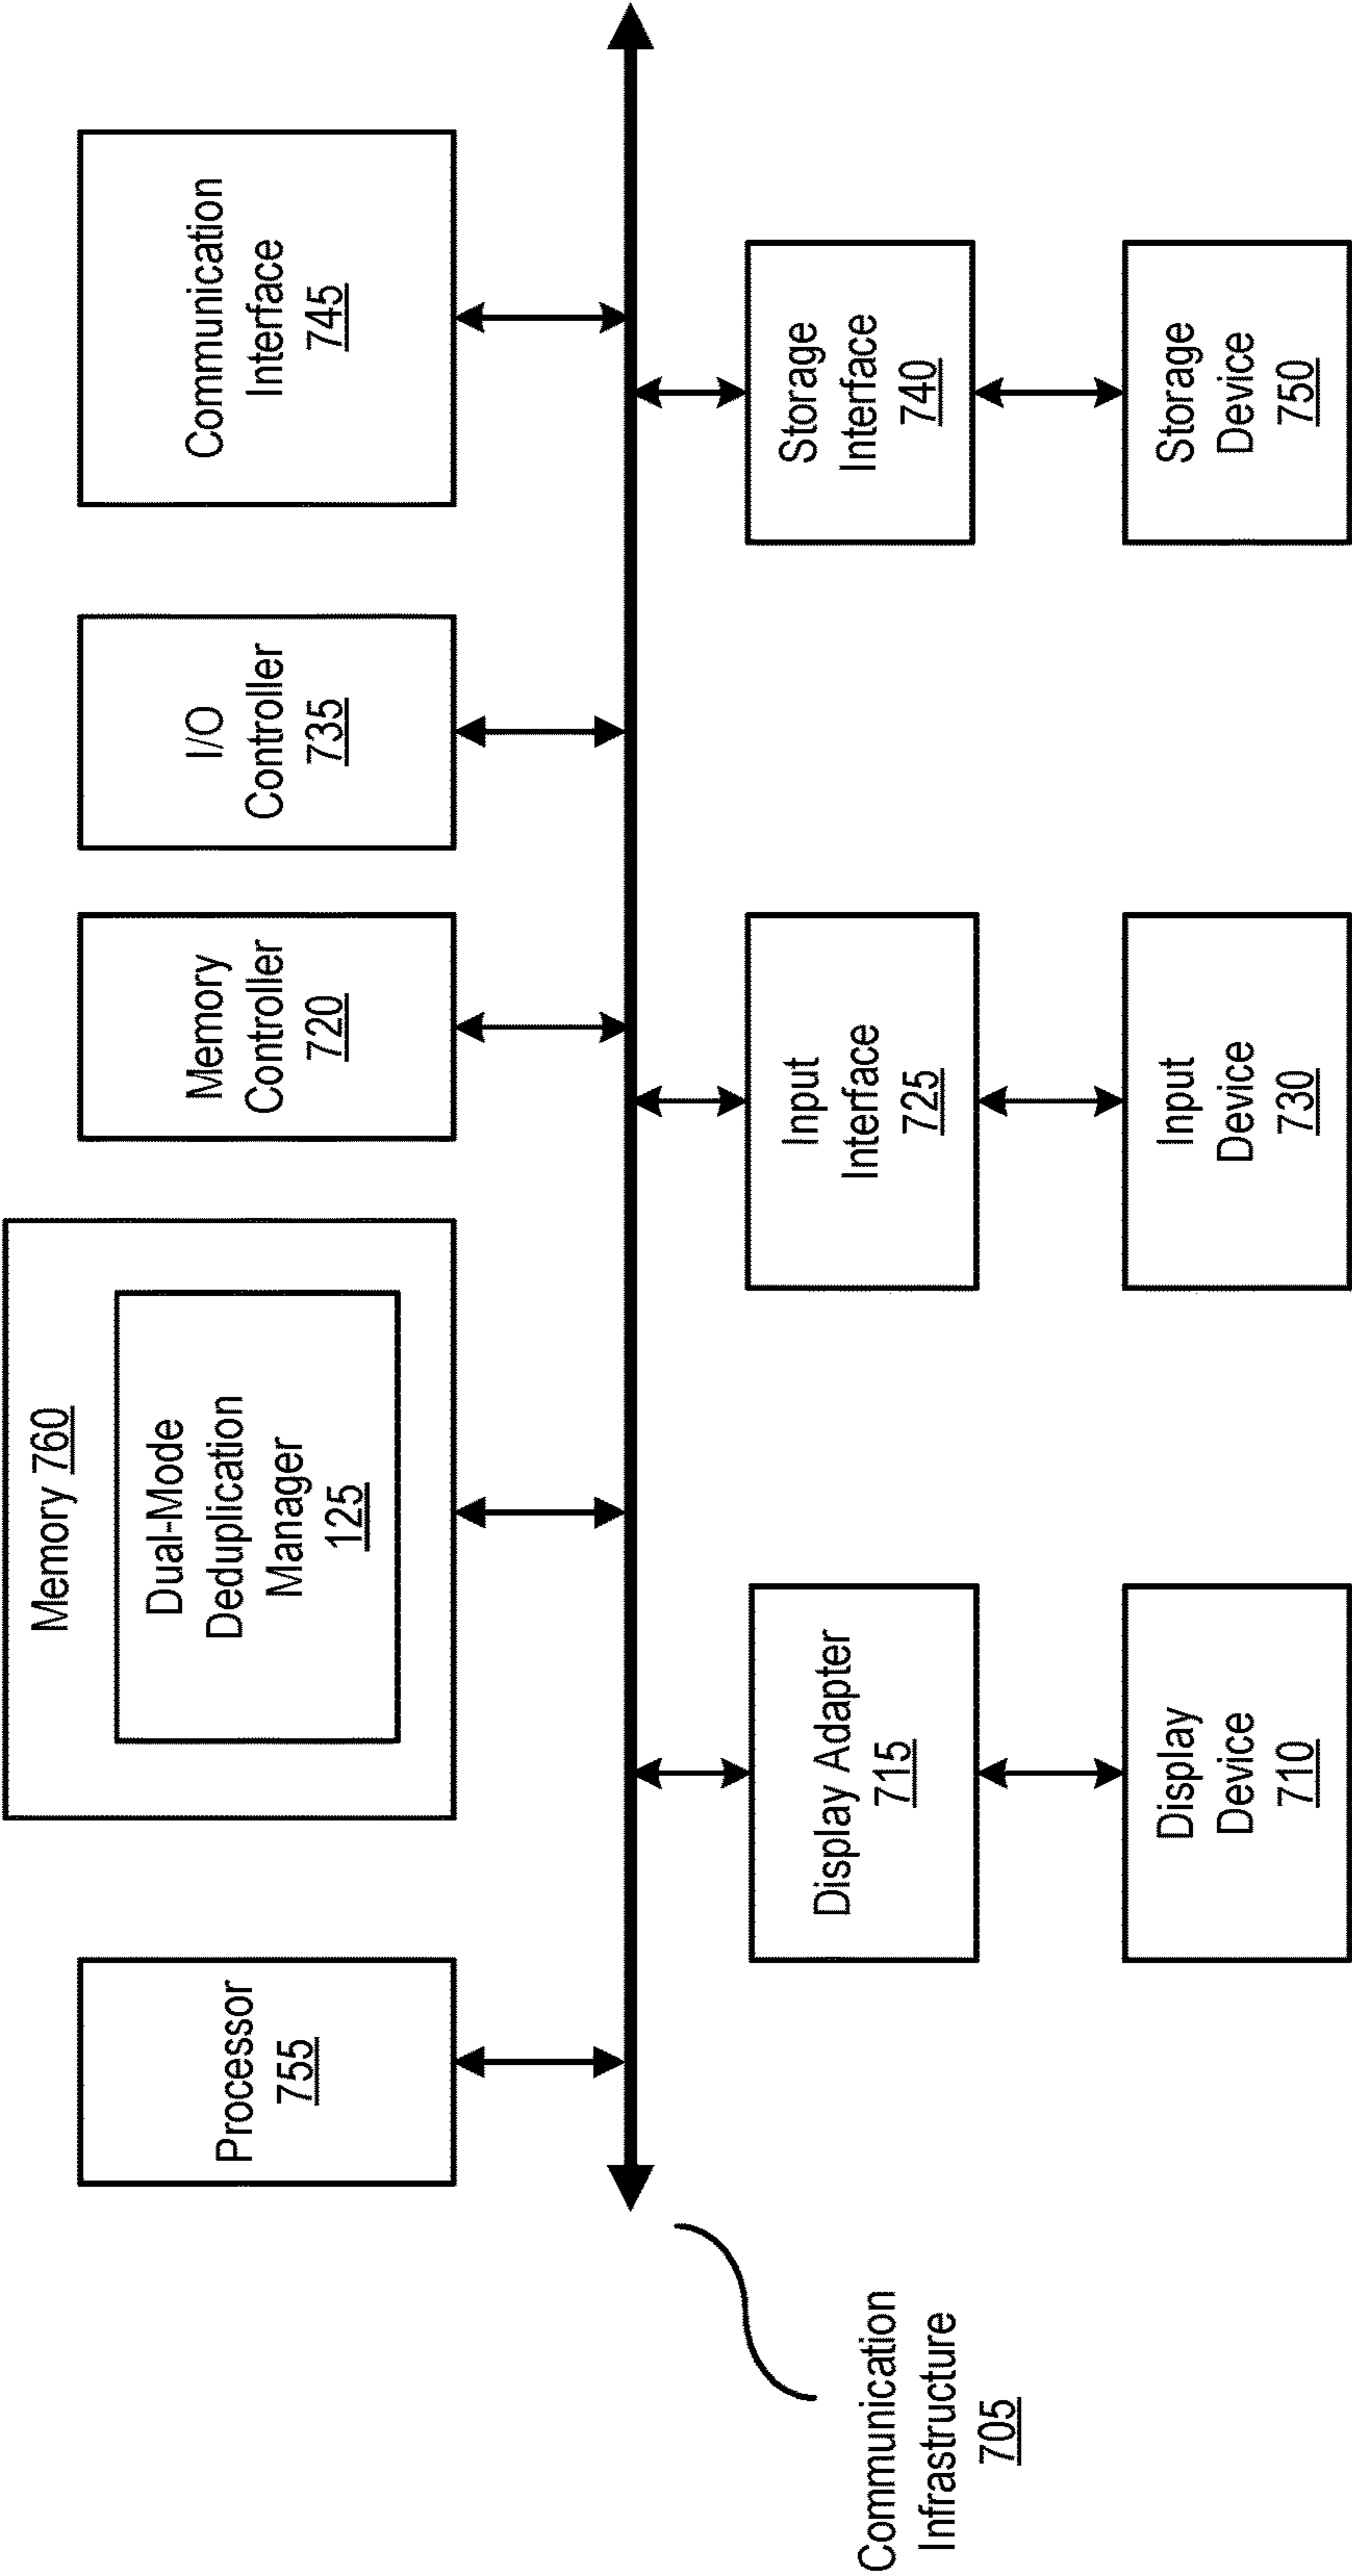 Processor
755
Memory 760
Dual-Mode
Deduplication
Manager
125
Memory
Controller
720
I/O
Controller
735
Communication
Interface
745
Communication
Infrastructure
705
Display Adapter
715
Input
Interface
725
Storage
Interface
740
Display
Device
710
Input
Device
730
Storage
Device
750